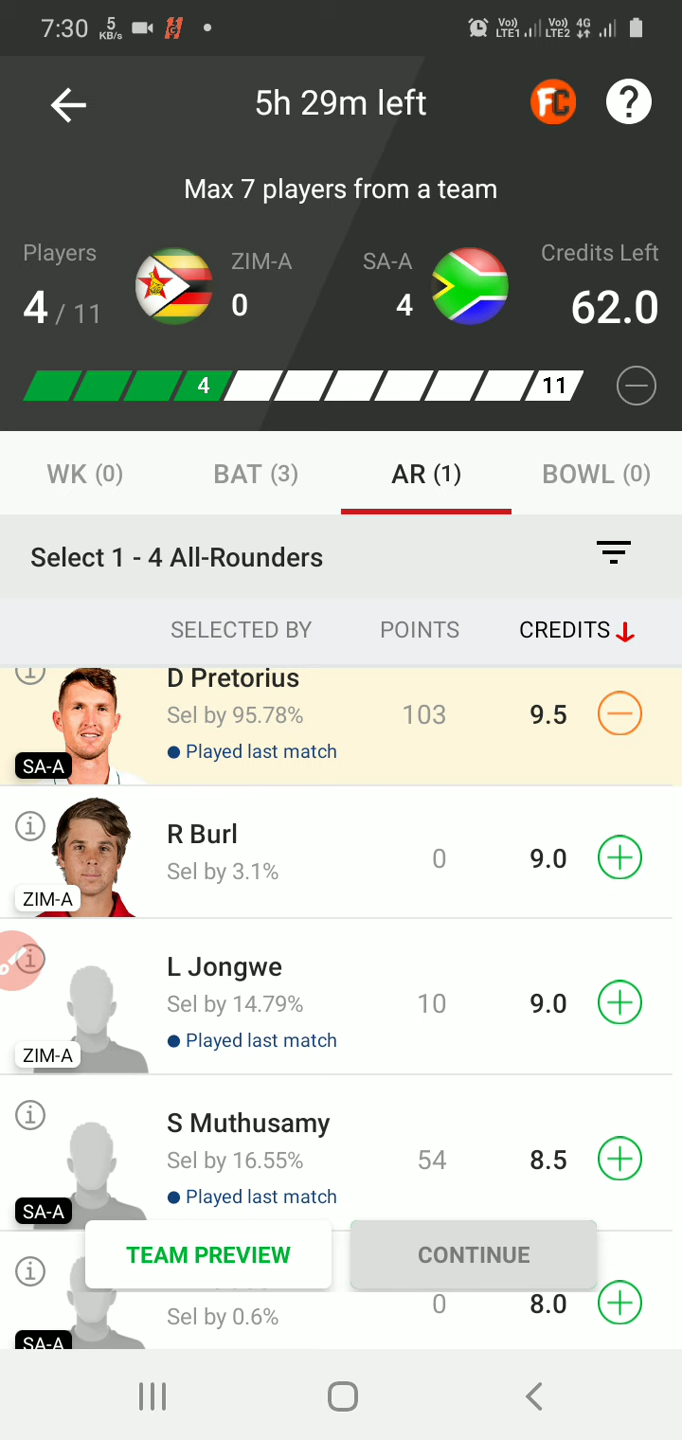 7:30 5 KB/s Vo) LTE1 Vo) LTE2 4G
5h 29m left FC ?
Max 7 players from a team
Players ZIM-A SA-A Credits Left
4 / 11 0 4 62.0
4 11
WK (0) BAT (3) AR (1) BOWL (0)
Select 1 - 4 All-Rounders
SELECTED BY POINTS CREDITS
D Pretorius
Sel by 95.78% 103 9.5
Played last match
SA-A
R Burl
Sel by 3.1% 0 9.0
ZIM-A
L Jongwe
Sel by 14.79% 10 9.0
Played last match
ZIM-A
S Muthusamy
Sel by 16.55% 54 8.5
Played last match
SA-A
TEAM PREVIEW CONTINUE
Sel by 0.6% 0 8.0
SA-A